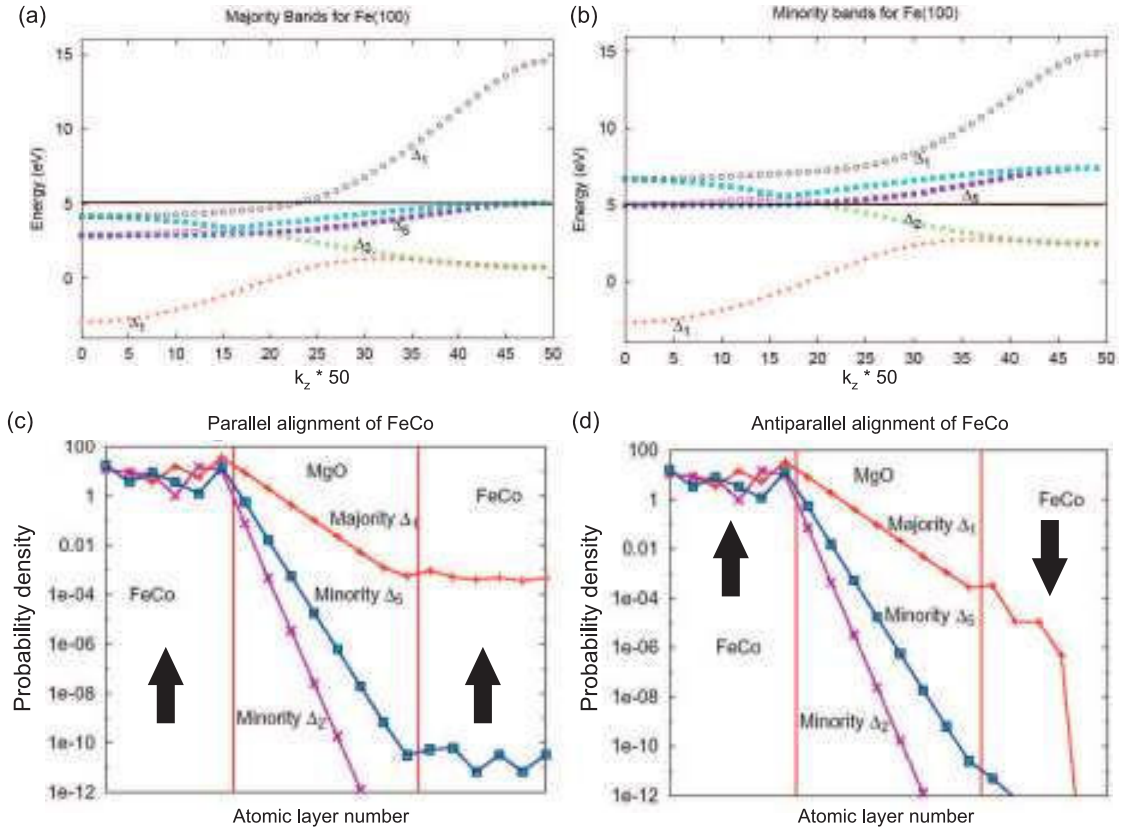 (a)
Majority Bands for Fe(100)
Energy (eV)
15
10
5
0
Δ1
Δ5
Δ2
Δ1
0 5 10 15 20 25 30 35 40 45 50
kz * 50
(b)
Minority bands for Fe(100)
Energy (eV)
15
10
5
0
Δ1
Δ5
Δ2
Δ1
0 5 10 15 20 25 30 35 40 45 50
kz * 50
(c)
Parallel alignment of FeCo
Probability density
100
1
0.01
1e-04
1e-06
1e-08
1e-10
1e-12
MgO
FeCo
Majority Δ1
FeCo
Minority Δ5
Minority Δ2
Atomic layer number
(d)
Antiparallel alignment of FeCo
Probability density
100
1
0.01
1e-04
1e-06
1e-08
1e-10
1e-12
MgO
FeCo
Majority Δ1
Minority Δ5
FeCo
Minority Δ2
Atomic layer number